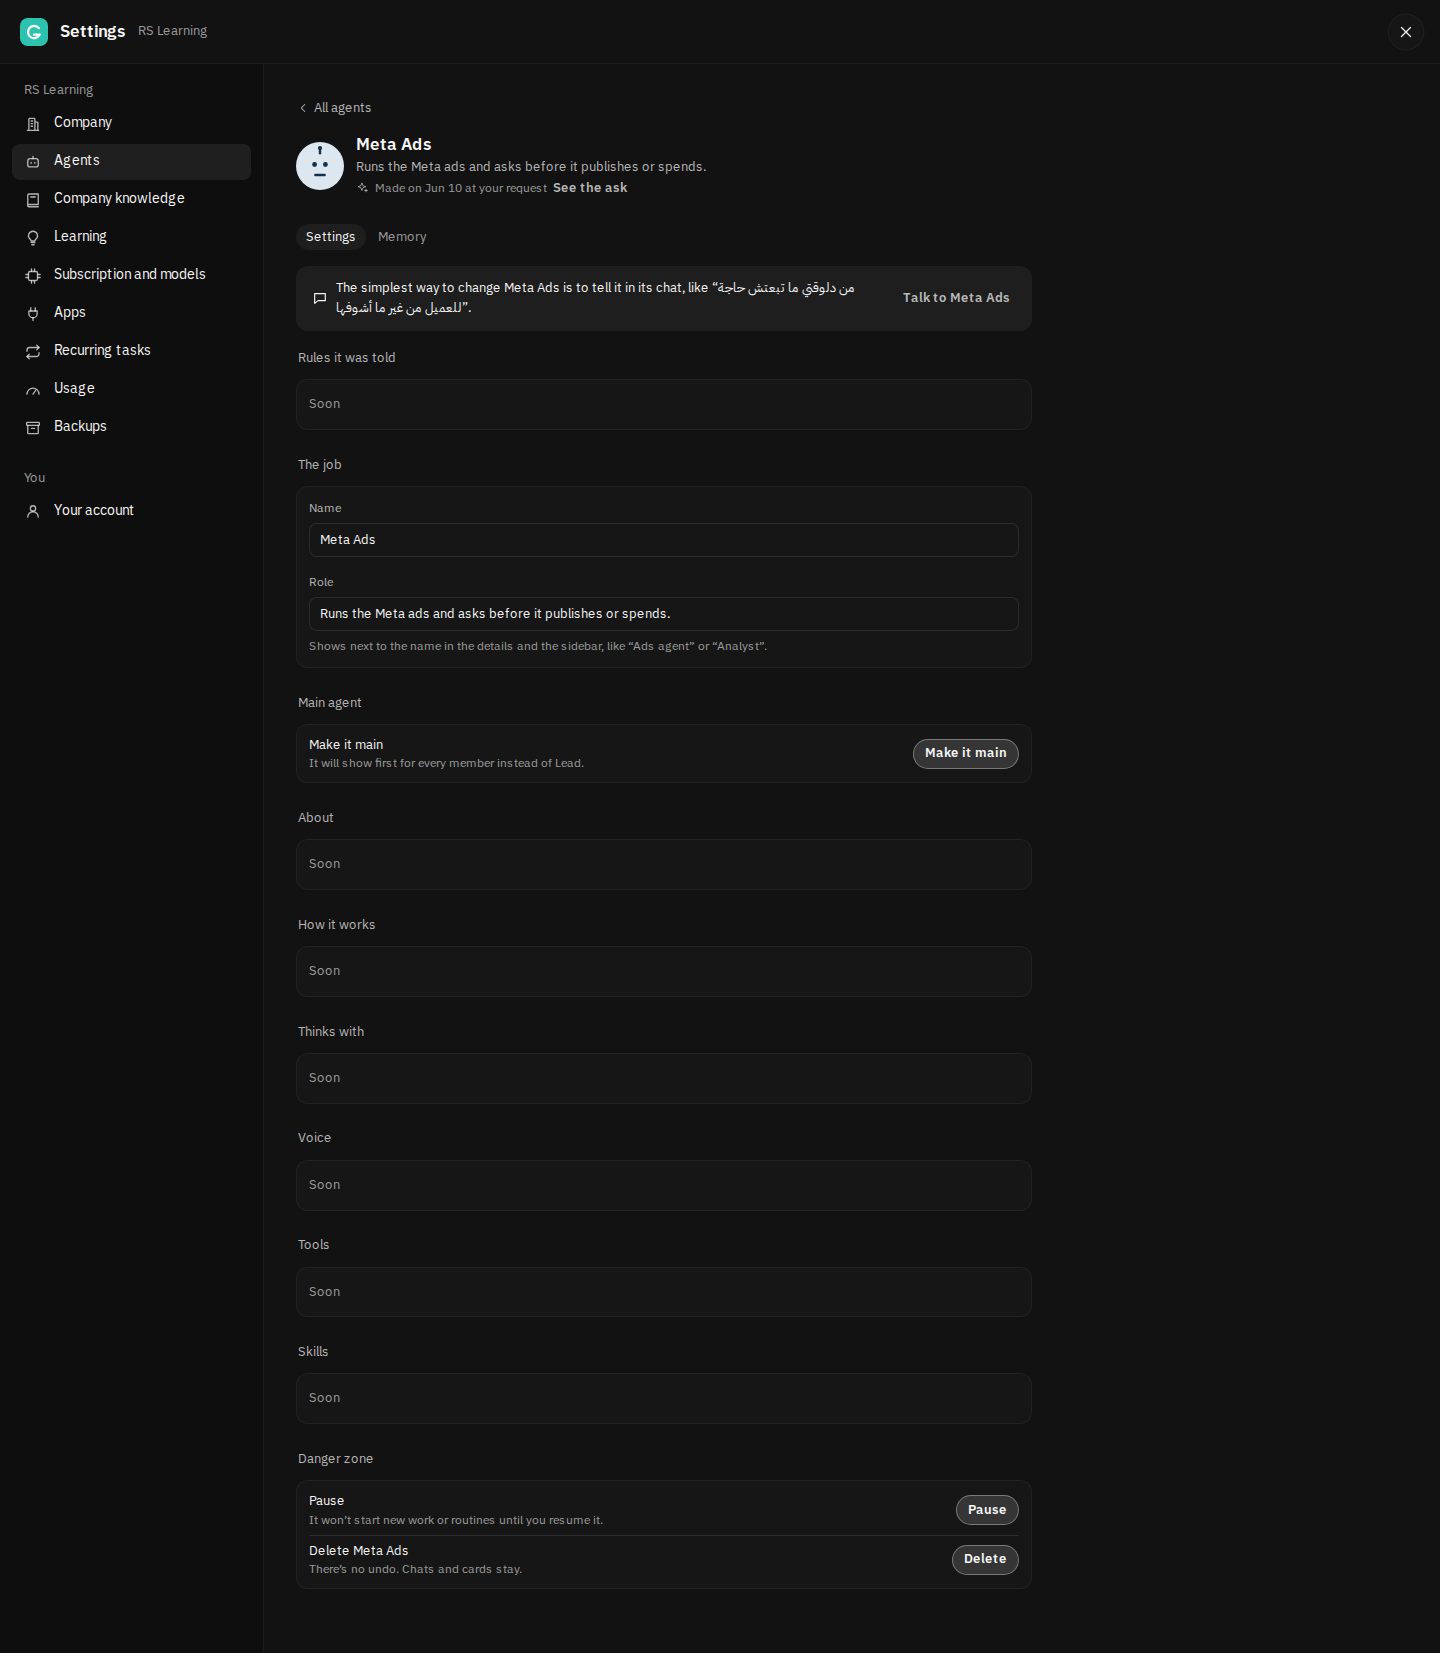 Settings RS Learning
RS Learning
Company
Agents
Company knowledge
Learning
Subscription and models
Apps
Recurring tasks
Usage
Backups
You
Your account
All agents
Meta Ads
Runs the Meta ads and asks before it publishes or spends.
Made on Jun 10 at your request See the ask
Settings Memory
The simplest way to change Meta Ads is to tell it in its chat, like “من دلوقتي ما تبعتش حاجة
للعميل من غير ما أشوفها”.
Talk to Meta Ads
Rules it was told
Soon
The job
Name
Meta Ads
Role
Runs the Meta ads and asks before it publishes or spends.
Shows next to the name in the details and the sidebar, like “Ads agent” or “Analyst”.
Main agent
Make it main
It will show first for every member instead of Lead.
Make it main
About
Soon
How it works
Soon
Thinks with
Soon
Voice
Soon
Tools
Soon
Skills
Soon
Danger zone
Pause
It won’t start new work or routines until you resume it.
Pause
Delete Meta Ads
There’s no undo. Chats and cards stay.
Delete